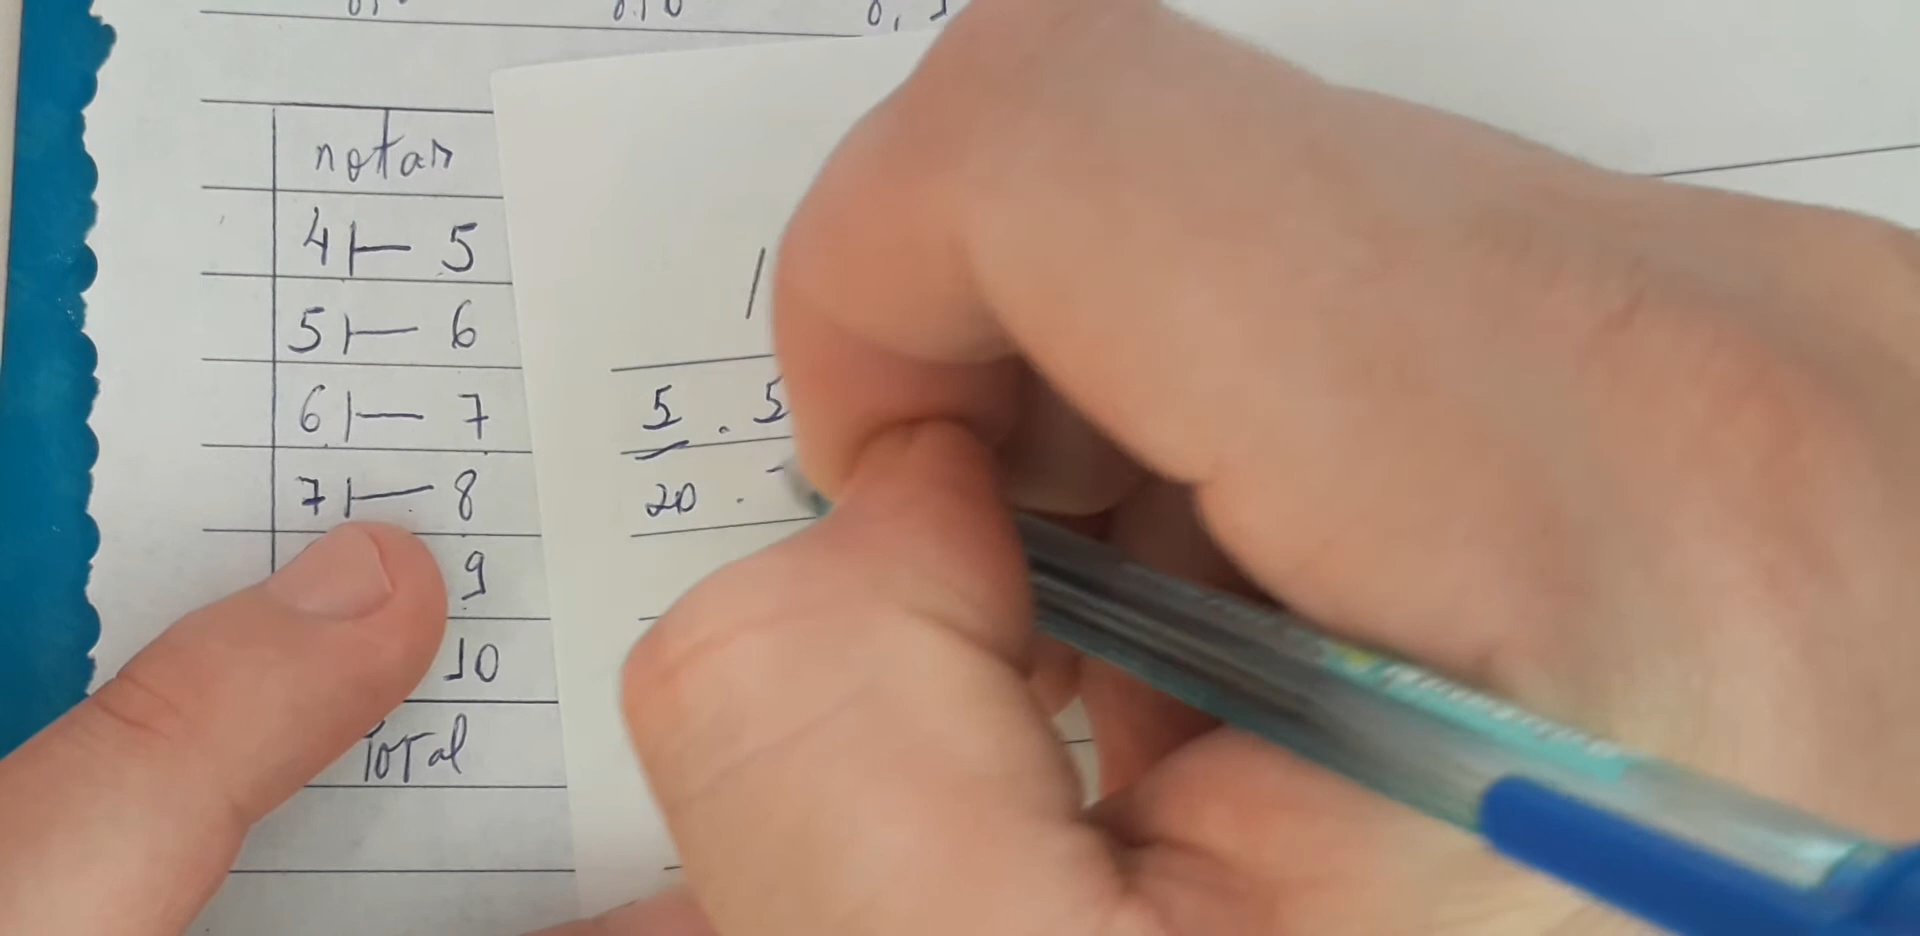 notas
4 ⊢ 5
5 ⊢ 6
6 ⊢ 7
5 . 5
7 ⊢ 8
20 .
9
10
Total